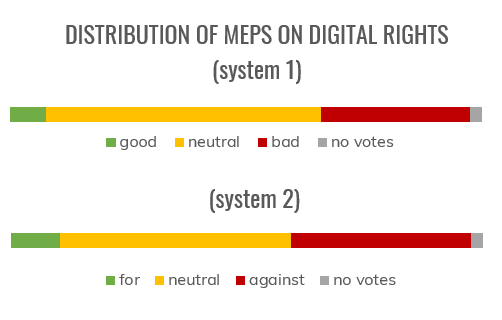 DISTRIBUTION OF MEPS ON DIGITAL RIGHTS
(system 1)
good neutral bad no votes
(system 2)
for neutral against no votes